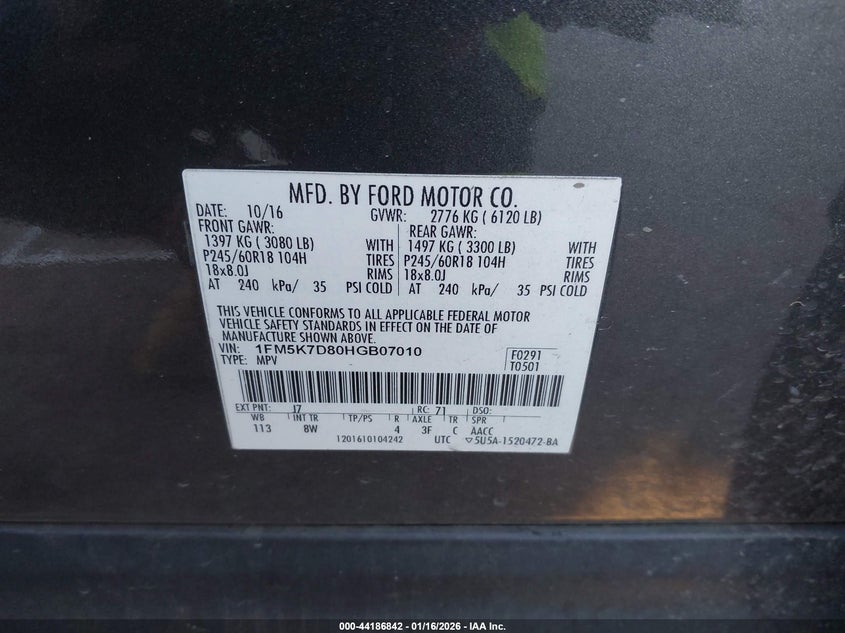 MFD. BY FORD MOTOR CO.
DATE: 10/16 GVWR: 2776 KG ( 6120 LB)
FRONT GAWR: REAR GAWR:
1397 KG ( 3080 LB) WITH 1497 KG ( 3300 LB) WITH
P245/60R18 104H TIRES P245/60R18 104H TIRES
18x8.0J RIMS 18x8.0J RIMS
AT 240 kPa/ 35 PSI COLD AT 240 kPa/ 35 PSI COLD
THIS VEHICLE CONFORMS TO ALL APPLICABLE FEDERAL MOTOR
VEHICLE SAFETY STANDARDS IN EFFECT ON THE DATE OF
MANUFACTURE SHOWN ABOVE.
VIN: 1FM5K7D80HGB07010 F0291
TYPE: MPV T0501
EXT PNT: J7 RC: 71 DSO:
WB INT TR TP/PS R AXLE TR SPR
113 8W 4 3F C AACC
1201610104242 UTC ▽5U5A-1520472-BA
000-44186842 - 01/16/2026 - IAA Inc.